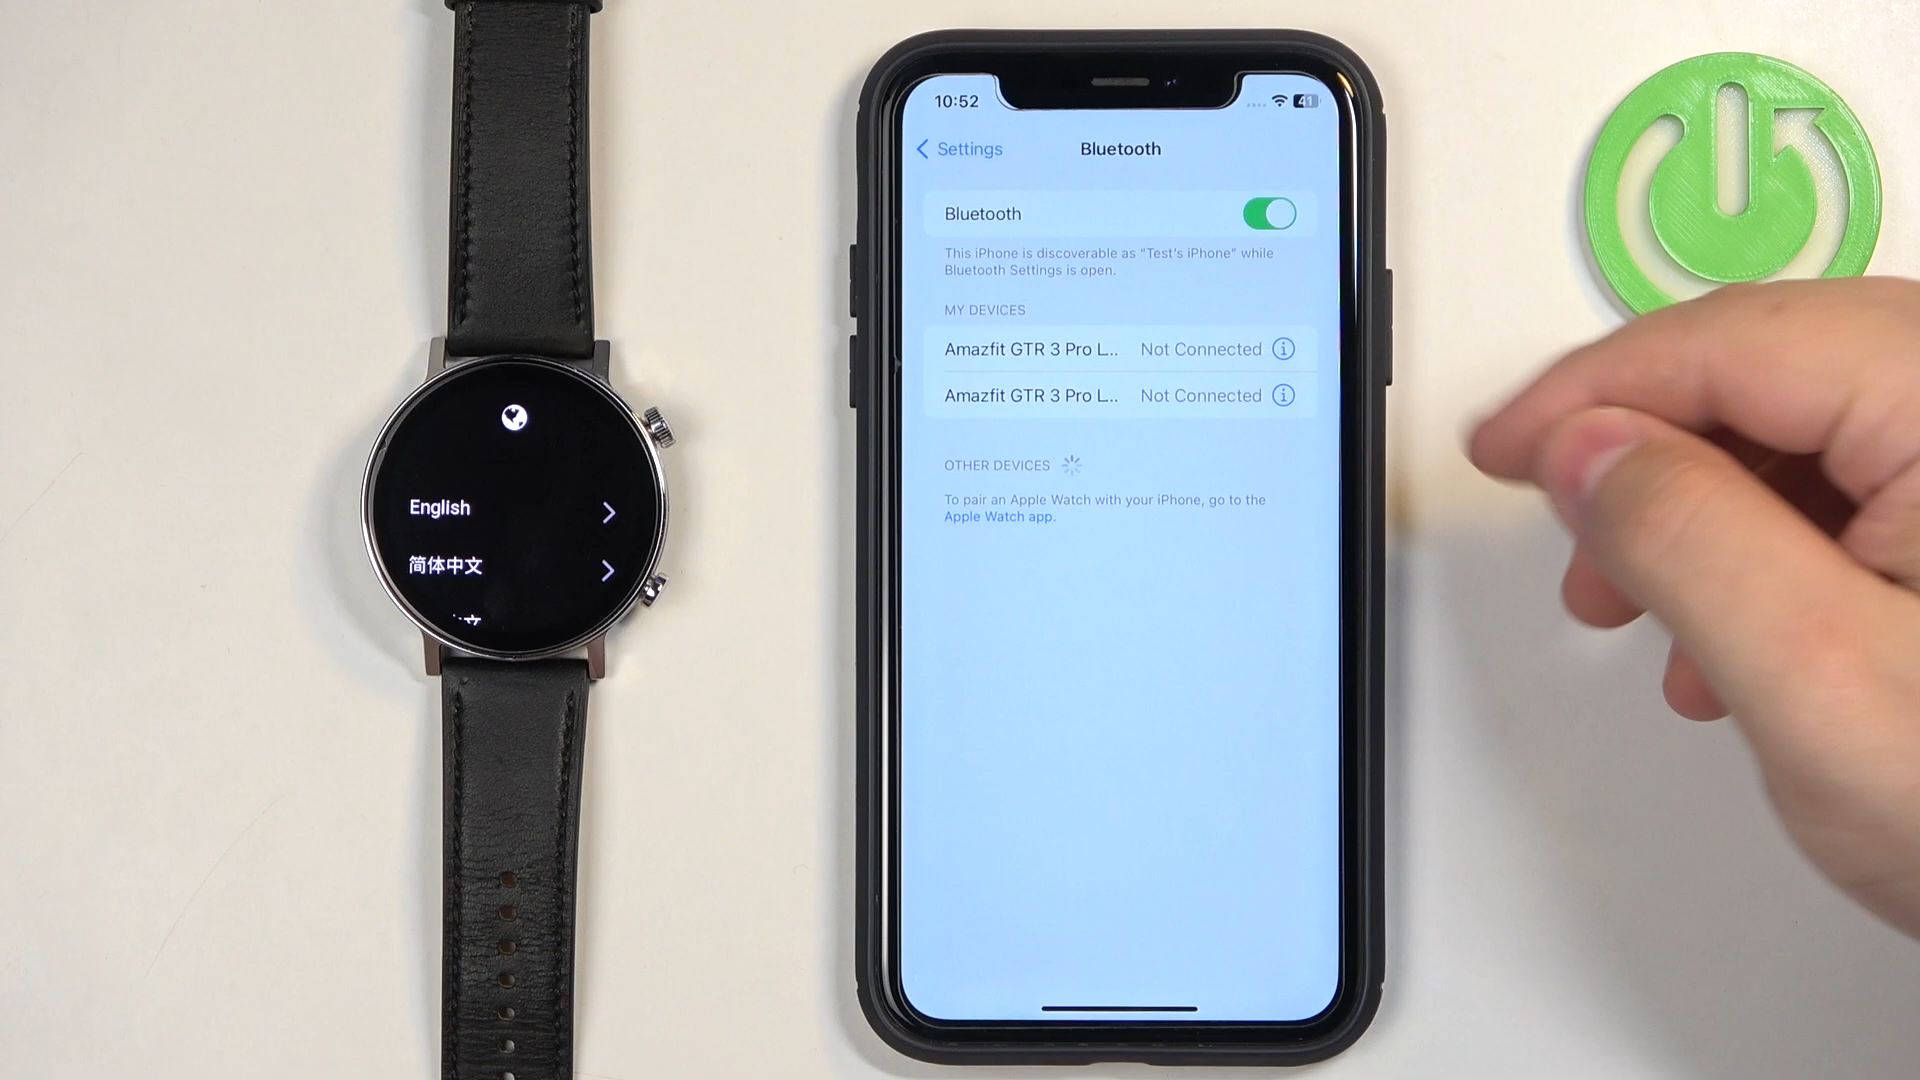 English
简体中文
10:52
41
Settings
Bluetooth
Bluetooth
This iPhone is discoverable as “Test's iPhone” while
Bluetooth Settings is open.
MY DEVICES
Amazfit GTR 3 Pro L... Not Connected
Amazfit GTR 3 Pro L... Not Connected
OTHER DEVICES
To pair an Apple Watch with your iPhone, go to the
Apple Watch app.